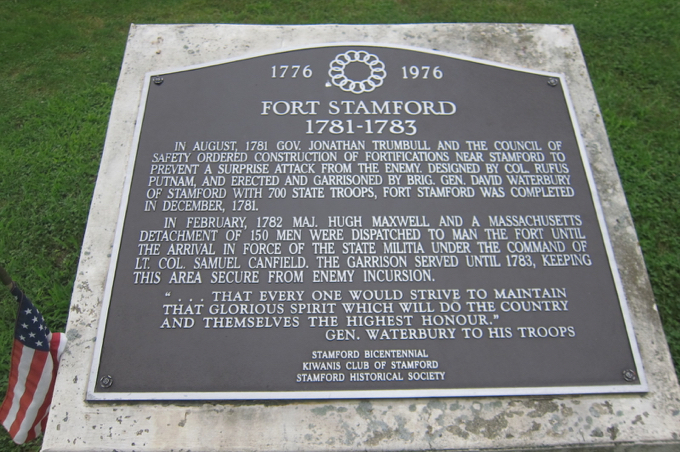 1776 1976
FORT STAMFORD
1781-1783
IN AUGUST, 1781 GOV. JONATHAN TRUMBULL AND THE COUNCIL OF
SAFETY ORDERED CONSTRUCTION OF FORTIFICATIONS NEAR STAMFORD TO
PREVENT A SURPRISE ATTACK FROM THE ENEMY. DESIGNED BY COL. RUFUS
PUTNAM, AND ERECTED AND GARRISONED BY BRIG. GEN. DAVID WATERBURY
OF STAMFORD WITH 700 STATE TROOPS, FORT STAMFORD WAS COMPLETED
IN DECEMBER, 1781.
IN FEBRUARY, 1782 MAJ. HUGH MAXWELL AND A MASSACHUSETTS
DETACHMENT OF 150 MEN WERE DISPATCHED TO MAN THE FORT UNTIL
THE ARRIVAL IN FORCE OF THE STATE MILITIA UNDER THE COMMAND OF
LT. COL. SAMUEL CANFIELD. THE GARRISON SERVED UNTIL 1783, KEEPING
THIS AREA SECURE FROM ENEMY INCURSION.
" . . . THAT EVERY ONE WOULD STRIVE TO MAINTAIN
THAT GLORIOUS SPIRIT WHICH WILL DO THE COUNTRY
AND THEMSELVES THE HIGHEST HONOUR."
GEN. WATERBURY TO HIS TROOPS
STAMFORD BICENTENNIAL
KIWANIS CLUB OF STAMFORD
STAMFORD HISTORICAL SOCIETY